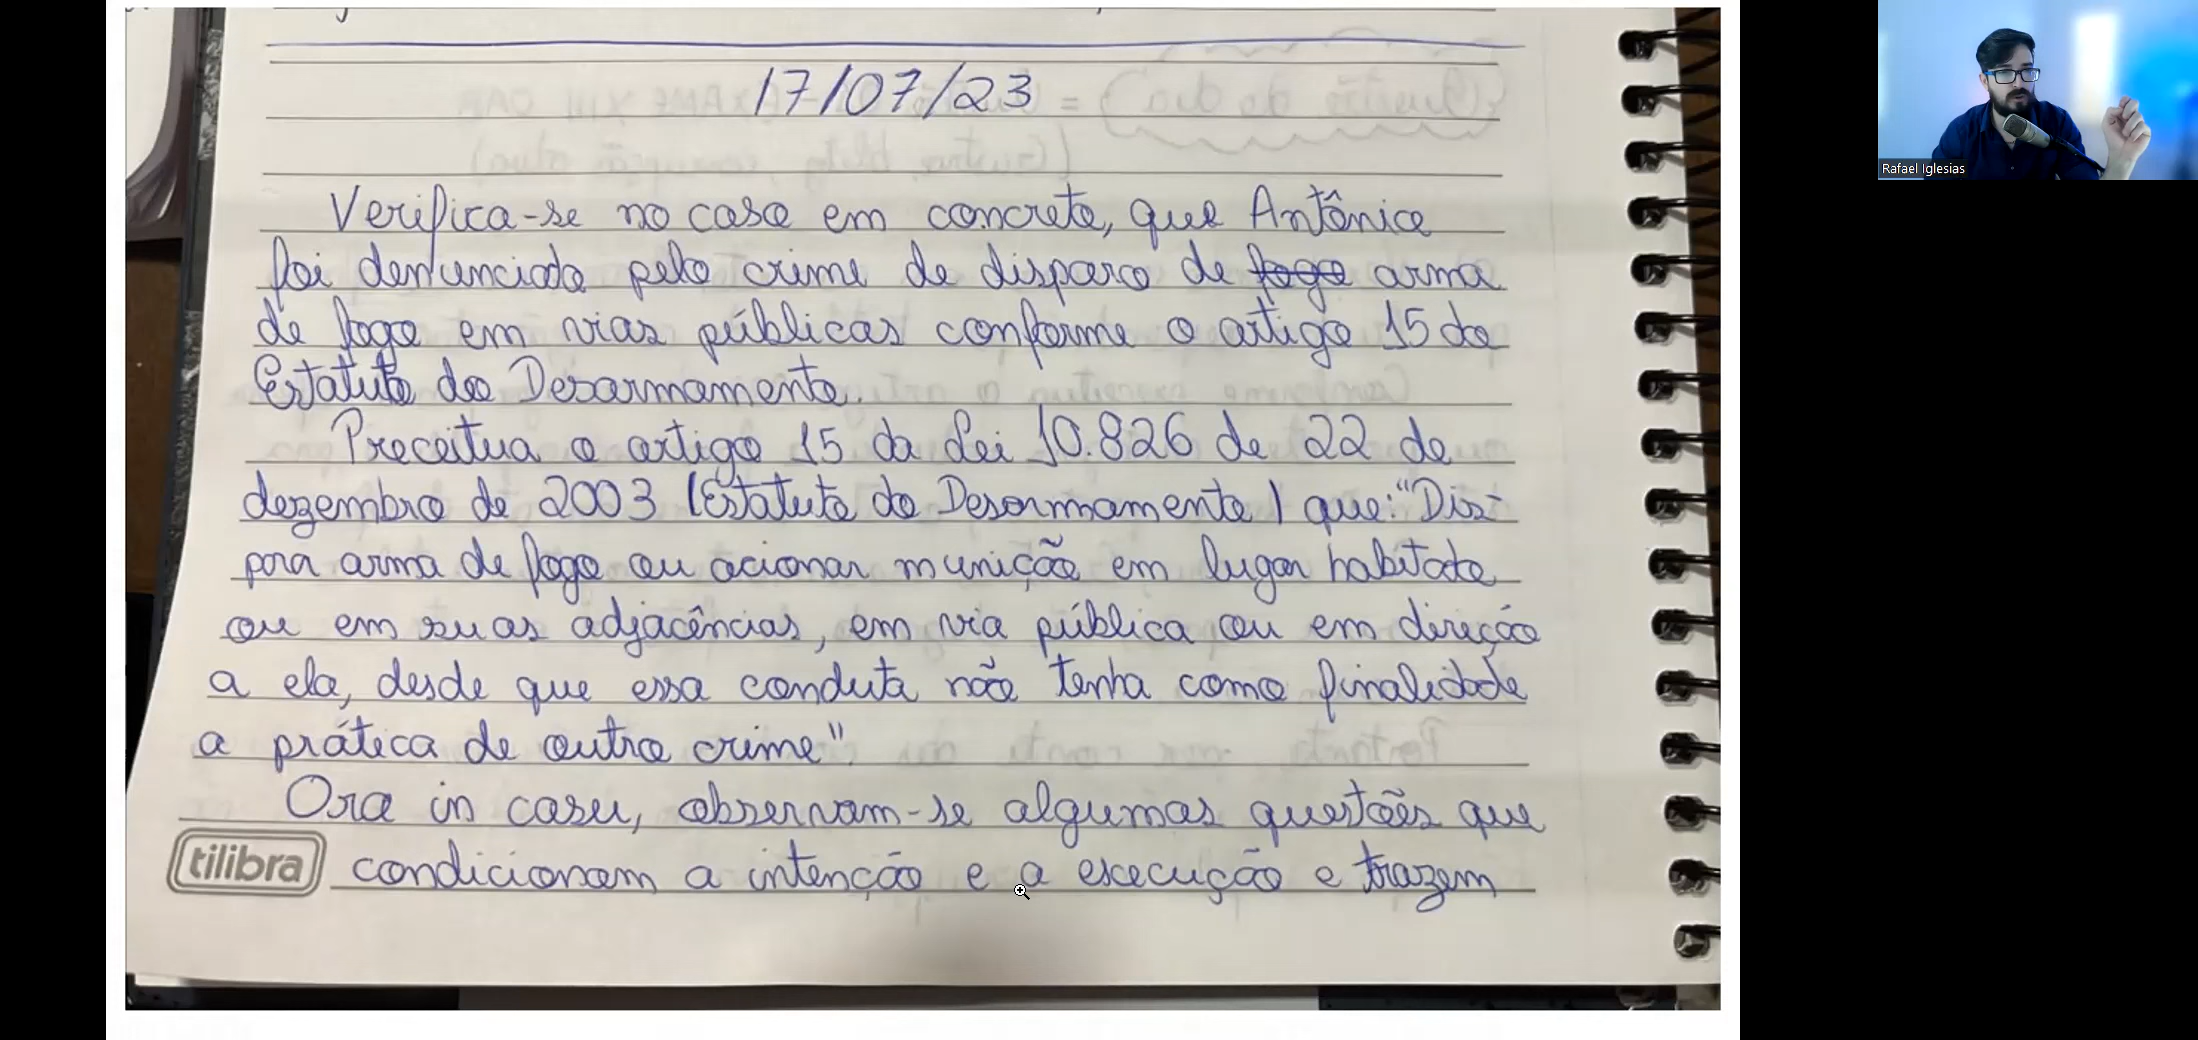 17/07/23
Verifica-se no caso em concreto, que Antônio
foi denunciado pelo crime de disparo de fogo arma
de fogo em vias públicas conforme o artigo 15 do
Estatuto do Desarmamento.
Preceitua o artigo 15 da Lei 10.826 de 22 de
dezembro de 2003 (Estatuto do Desarmamento) que: "Dis-
parar arma de fogo ou acionar munição em lugar habitado
ou em suas adjacências, em via pública ou em direção
a ela, desde que essa conduta não tenha como finalidade
a prática de outro crime"
Ora in casu, observam-se algumas questões que
tilibra condicionam a intenção e a execução e trazem
Rafael Iglesias